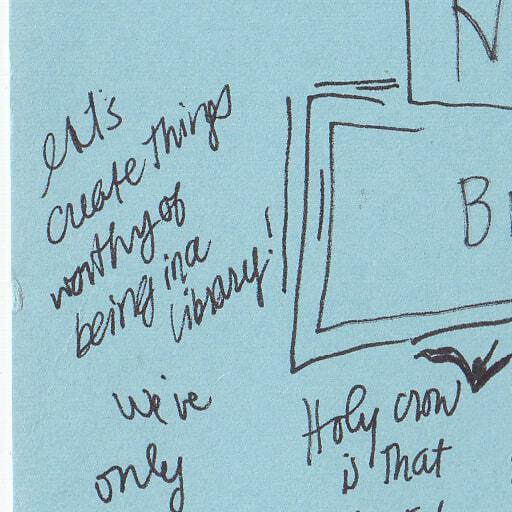 let's
create things
worthy of
being in a
library!
We've
only
N
B
Holy crow
is that